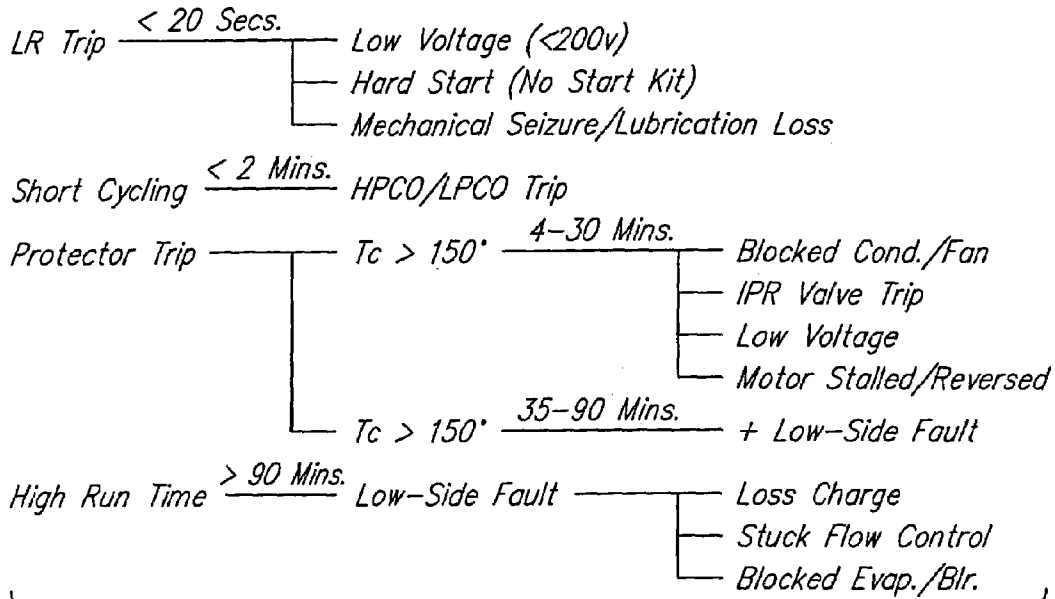 LR Trip < 20 Secs. Low Voltage (<200v)
Hard Start (No Start Kit)
Mechanical Seizure/Lubrication Loss
Short Cycling < 2 Mins. HPCO/LPCO Trip
Protector Trip Tc > 150° 4-30 Mins. Blocked Cond./Fan
IPR Valve Trip
Low Voltage
Motor Stalled/Reversed
Tc > 150° 35-90 Mins. + Low-Side Fault
High Run Time > 90 Mins. Low-Side Fault Loss Charge
Stuck Flow Control
Blocked Evap./Blr.